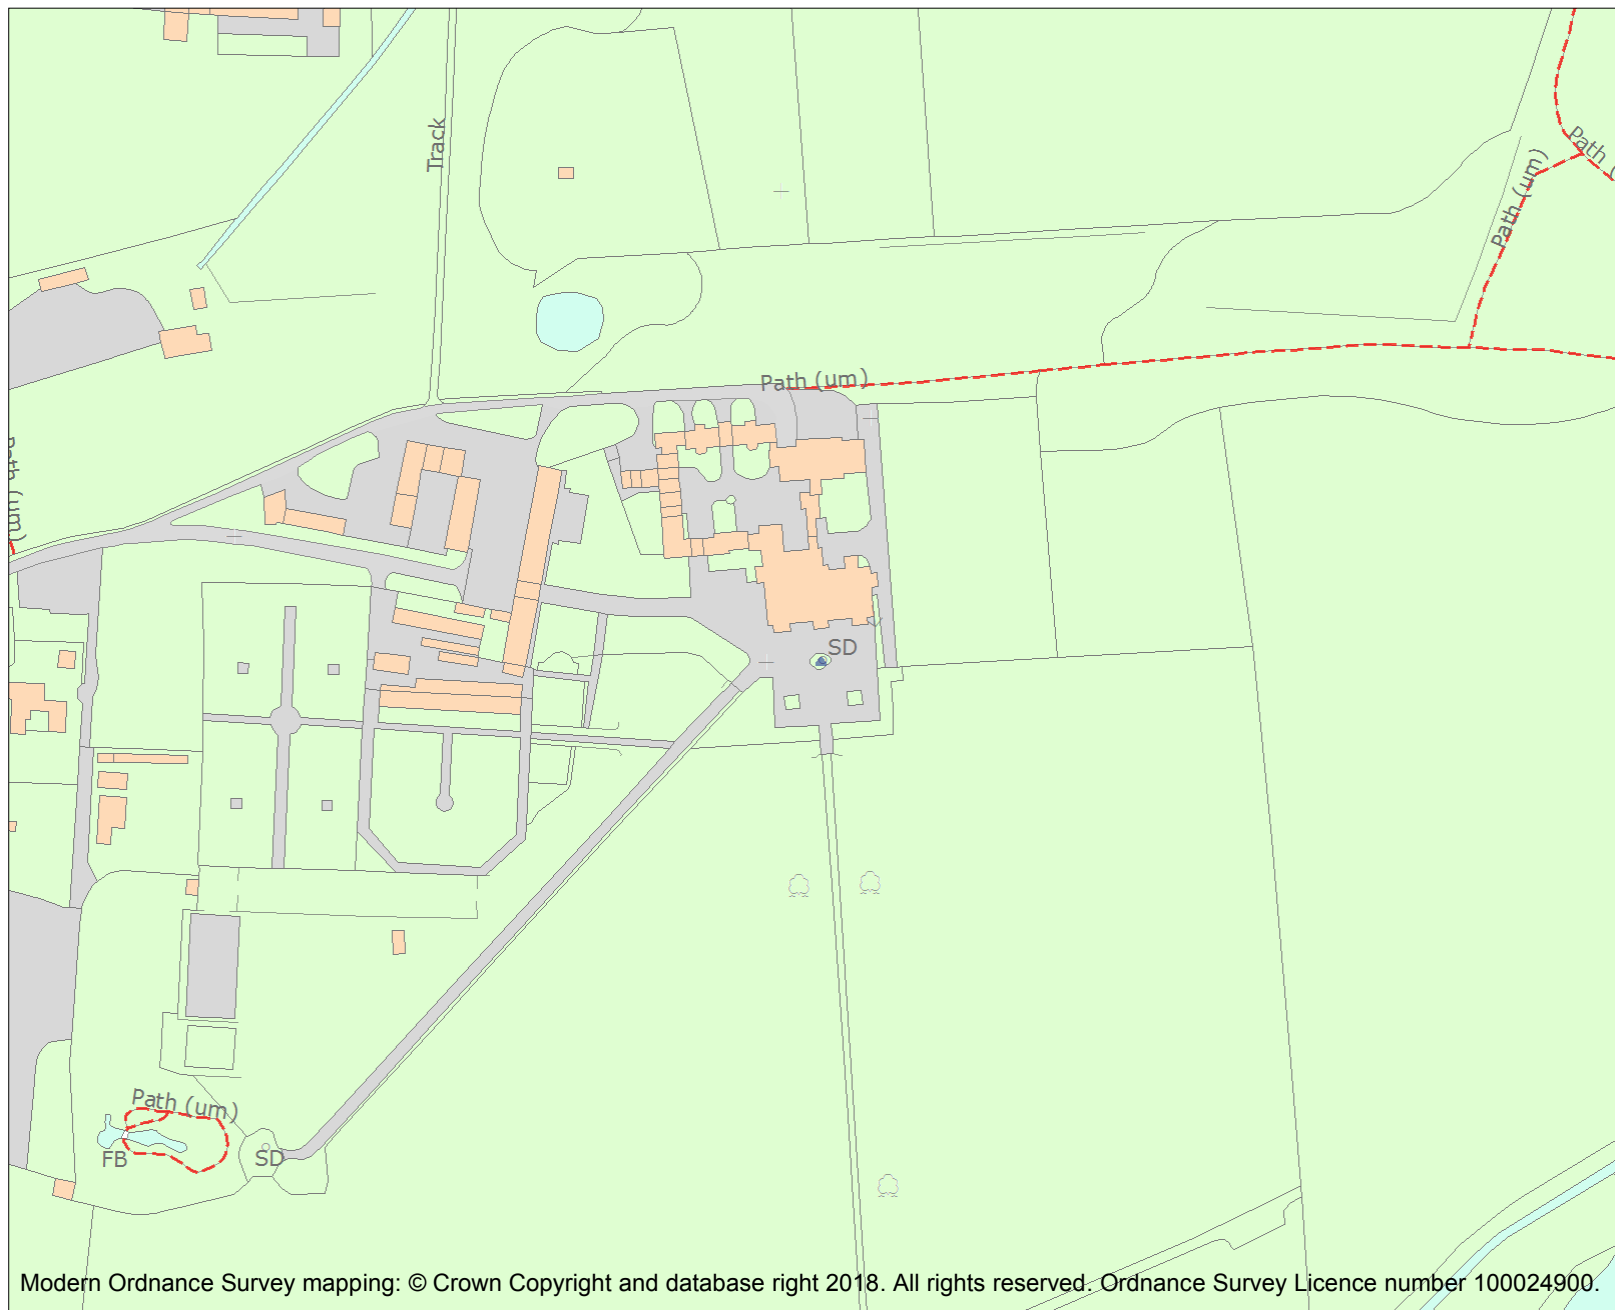 Track
Path (um)
Path (
Path (um)
Path (um)
SD
Path (um)
FB
SD
Modern Ordnance Survey mapping: © Crown Copyright and database right 2018. All rights reserved. Ordnance Survey Licence number 100024900.